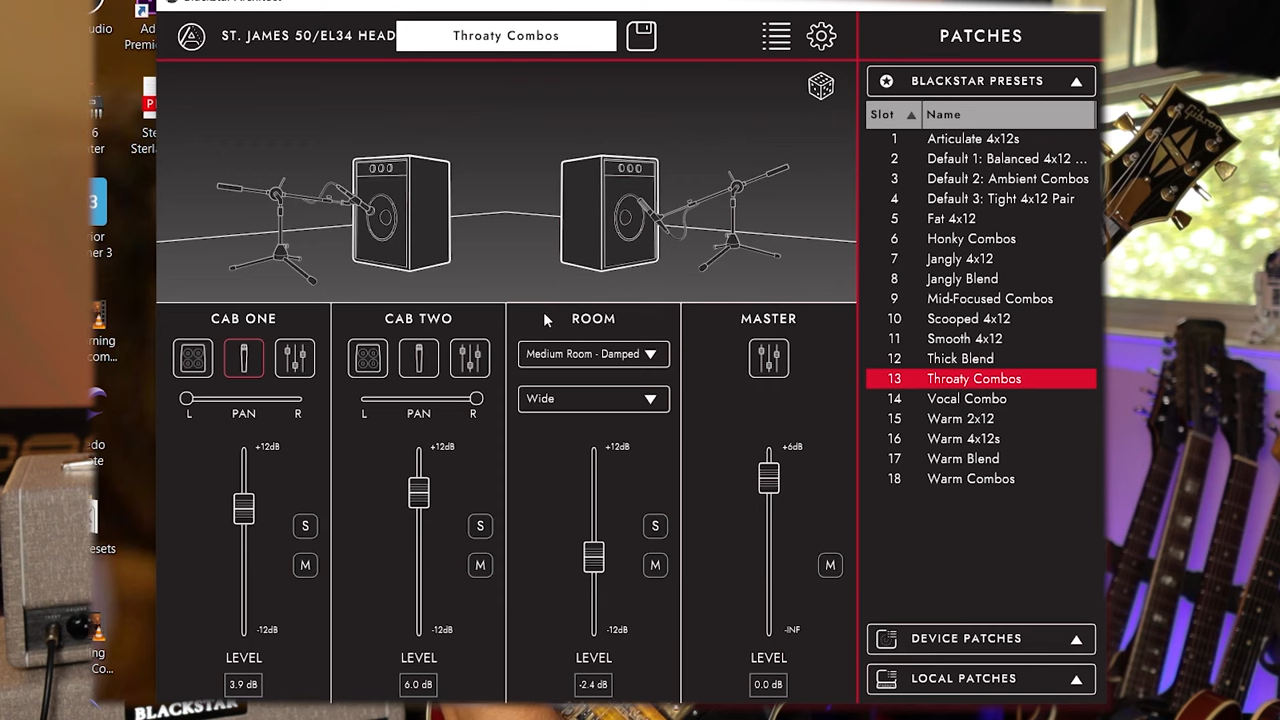 ST. JAMES 50/EL34 HEAD
Throaty Combos
PATCHES
BLACKSTAR PRESETS
Slot
Name
1 Articulate 4x12s
2 Default 1: Balanced 4x12 ...
3 Default 2: Ambient Combos
4 Default 3: Tight 4x12 Pair
5 Fat 4x12
6 Honky Combos
7 Jangly 4x12
8 Jangly Blend
9 Mid-Focused Combos
10 Scooped 4x12
11 Smooth 4x12
12 Thick Blend
13 Throaty Combos
14 Vocal Combo
15 Warm 2x12
16 Warm 4x12s
17 Warm Blend
18 Warm Combos
DEVICE PATCHES
LOCAL PATCHES
CAB ONE
L PAN R
+12dB
S
M
-12dB
LEVEL
3.9 dB
CAB TWO
L PAN R
+12dB
S
M
-12dB
LEVEL
6.0 dB
ROOM
Medium Room - Damped
Wide
+12dB
S
M
-12dB
LEVEL
-2.4 dB
MASTER
+6dB
M
-INF
LEVEL
0.0 dB
Gibson
BLACKSTAR